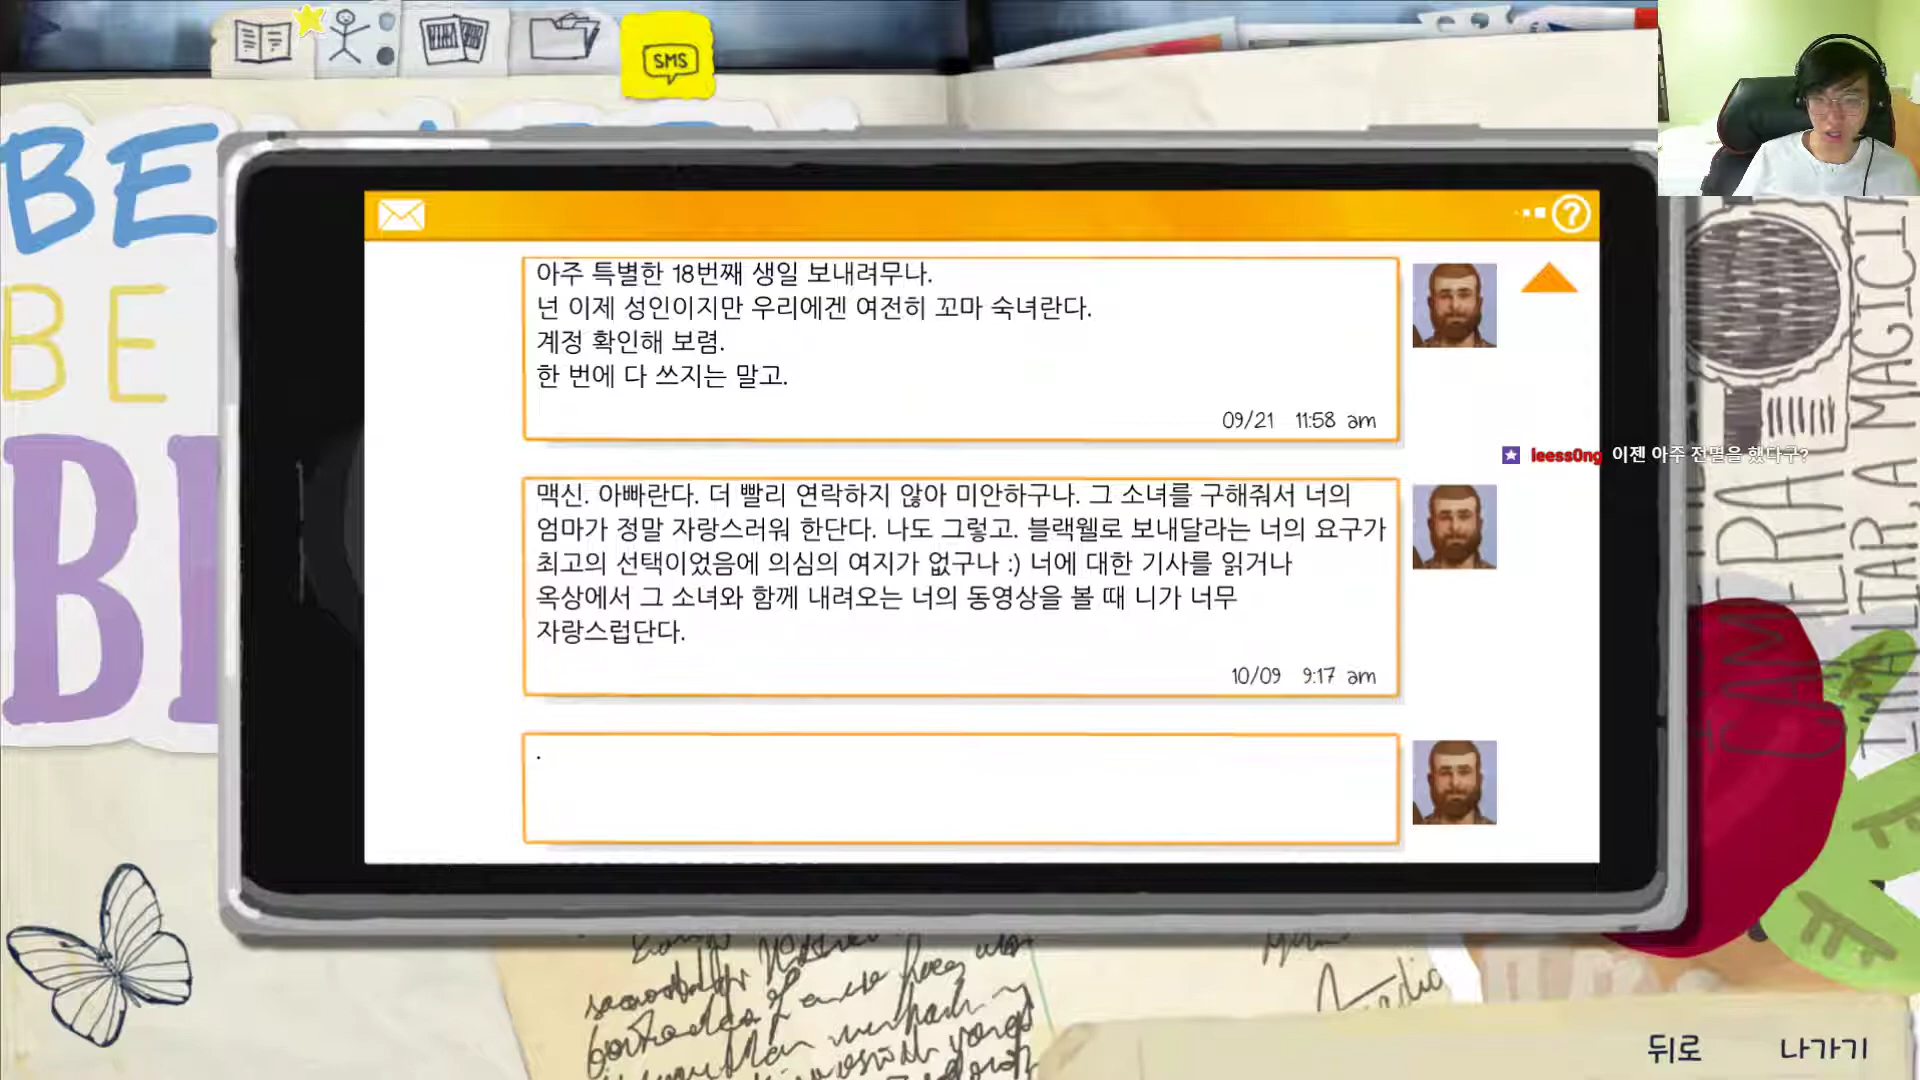 SMS
BE
BE
아주 특별한 18번째 생일 보내려무나.
넌 이제 성인이지만 우리에겐 여전히 꼬마 숙녀란다.
계정 확인해 보렴.
한 번에 다 쓰지는 말고.
09/21 11:58 am
leess0ng 이젠 아주 전멸을 했다구?
맥신. 아빠란다. 더 빨리 연락하지 않아 미안하구나. 그 소녀를 구해줘서 너의
엄마가 정말 자랑스러워 한단다. 나도 그렇고. 블랙웰로 보내달라는 너의 요구가
최고의 선택이었음에 의심의 여지가 없구나 :) 너에 대한 기사를 읽거나
옥상에서 그 소녀와 함께 내려오는 너의 동영상을 볼 때 니가 너무
자랑스럽단다.
10/09 9:17 am
.
뒤로 나가기